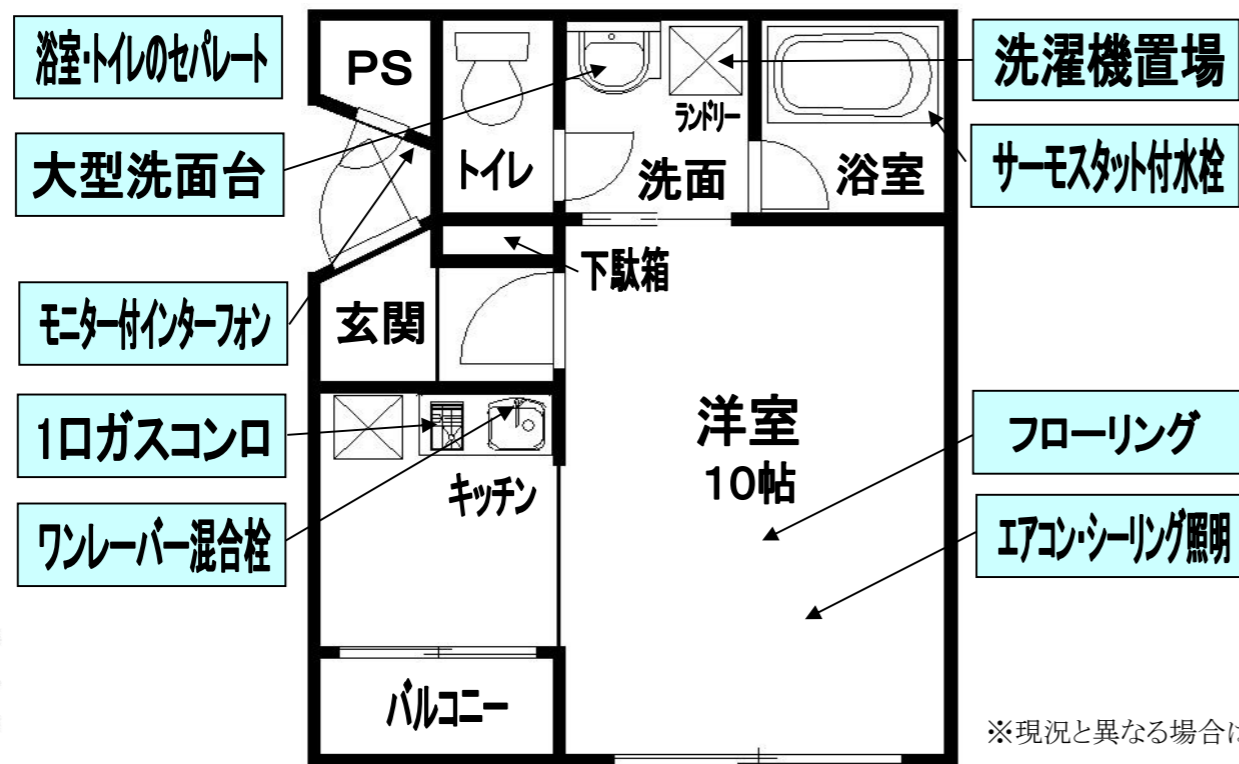 浴室・トイレのセパレート
大型洗面台
モニター付インターフォン
1口ガスコンロ
ワンレーバー混合栓
PS
トイレ
ランドリー
洗面
浴室
下駄箱
玄関
キッチン
洋室
10帖
バルコニー
洗濯機置場
サーモスタット付水栓
フローリング
エアコン・シーリング照明
※現況と異なる場合は